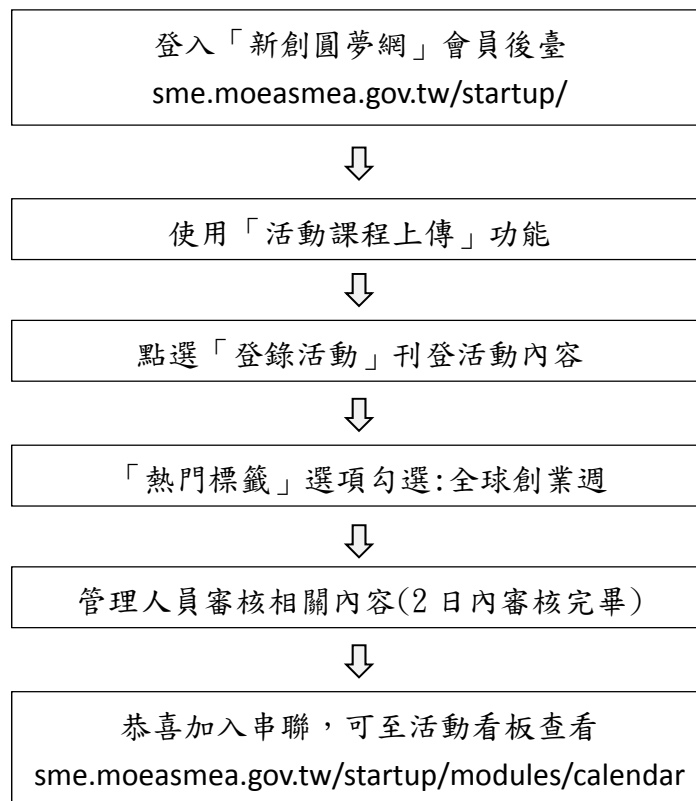 登入「新創圓夢網」會員後臺
sme.moeasmea.gov.tw/startup/
使用「活動課程上傳」功能
點選「登錄活動」刊登活動內容
「熱門標籤」選項勾選:全球創業週
管理人員審核相關內容(2 日內審核完畢)
恭喜加入串聯，可至活動看板查看
sme.moeasmea.gov.tw/startup/modules/calendar